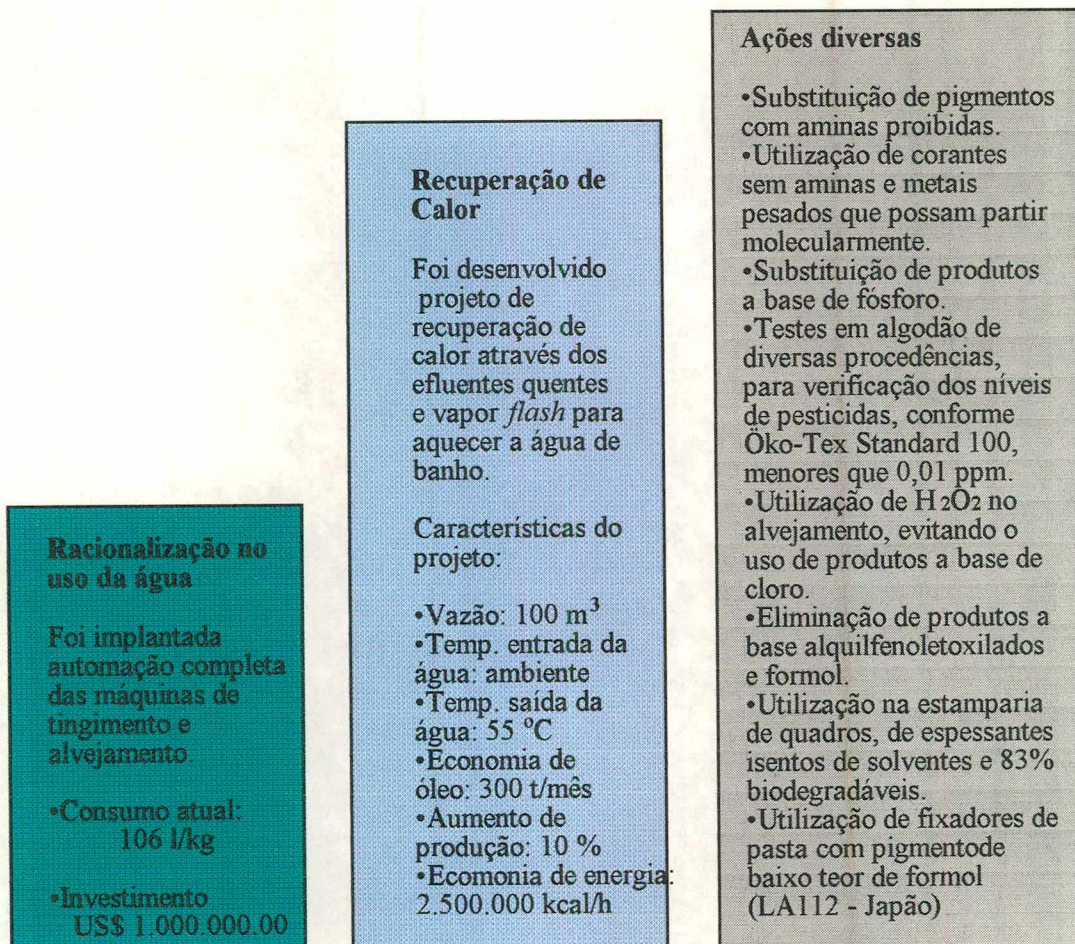 Racionalização no
uso da água
Foi implantada
automação completa
das máquinas de
tingimento e
alvejamento.
•Consumo atual:
106 l/kg
•Investimento
US$ 1.000.000.00
Recuperação de
Calor
Foi desenvolvido
projeto de
recuperação de
calor através dos
efluentes quentes
e vapor flash para
aquecer a água de
banho.
Características do
projeto:
•Vazão: 100 m³
•Temp. entrada da
água: ambiente
•Temp. saída da
água: 55 °C
•Economia de
óleo: 300 t/mês
•Aumento de
produção: 10 %
•Ecomonia de energia:
2.500.000 kcal/h
Ações diversas
•Substituição de pigmentos
com aminas proibidas.
•Utilização de corantes
sem aminas e metais
pesados que possam partir
molecularmente.
•Substituição de produtos
a base de fósforo.
•Testes em algodão de
diversas procedências,
para verificação dos níveis
de pesticidas, conforme
Öko-Tex Standard 100,
menores que 0,01 ppm.
•Utilização de H2O2 no
alvejamento, evitando o
uso de produtos a base de
cloro.
•Eliminação de produtos a
base alquilfenoletoxilados
e formol.
•Utilização na estamparia
de quadros, de espessantes
isentos de solventes e 83%
biodegradáveis.
•Utilização de fixadores de
pasta com pigmentode
baixo teor de formol
(LA112 - Japão)